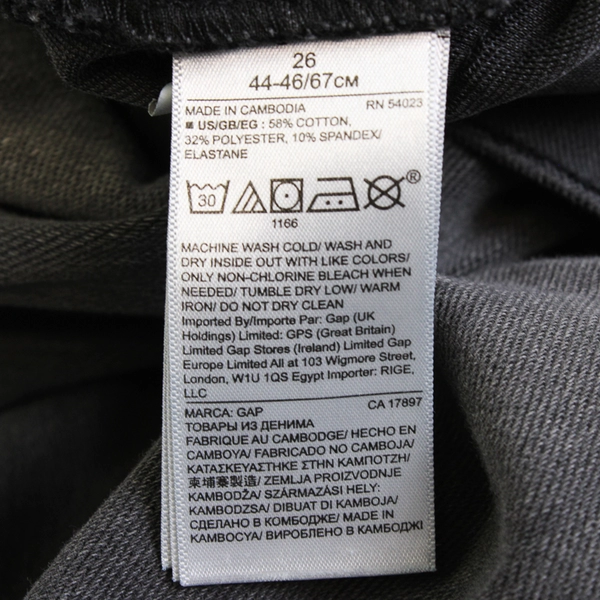 26
44-46/67CM
MADE IN CAMBODIA RN 54023
US/GB/EG : 58% COTTON,
32% POLYESTER, 10% SPANDEX/
ELASTANE
30 ®
1166
MACHINE WASH COLD/ WASH AND
DRY INSIDE OUT WITH LIKE COLORS/
ONLY NON-CHLORINE BLEACH WHEN
NEEDED/ TUMBLE DRY LOW/ WARM
IRON/ DO NOT DRY CLEAN
Imported By/Importe Par: Gap (UK
Holdings) Limited: GPS (Great Britain)
Limited Gap Stores (Ireland) Limited Gap
Europe Limited All at 103 Wigmore Street,
London, W1U 1QS Egypt Importer: RIGE,
LLC
MARCA: GAP CA 17897
ТОВАРЫ ИЗ ДЕНИМА
FABRIQUE AU CAMBODGE/ HECHO EN
CAMBOYA/ FABRICADO NO CAMBOJA/
ΚΑΤΑΣΚΕΥΑΣΤΗΚΕ ΣΤΗΝ ΚΑΜΠΟΤΖΗ/
柬埔寨製造/ ZEMLJA PROIZVODNJE
KAMBODŽA/ SZÁRMAZÁSI HELY:
KAMBODZSA/ DIBUAT DI KAMBOJA/
СДЕЛАНО В КОМБОДЖЕ/ MADE IN
KAMBOCYA/ ВИРОБЛЕНО В КАМБОДЖІ